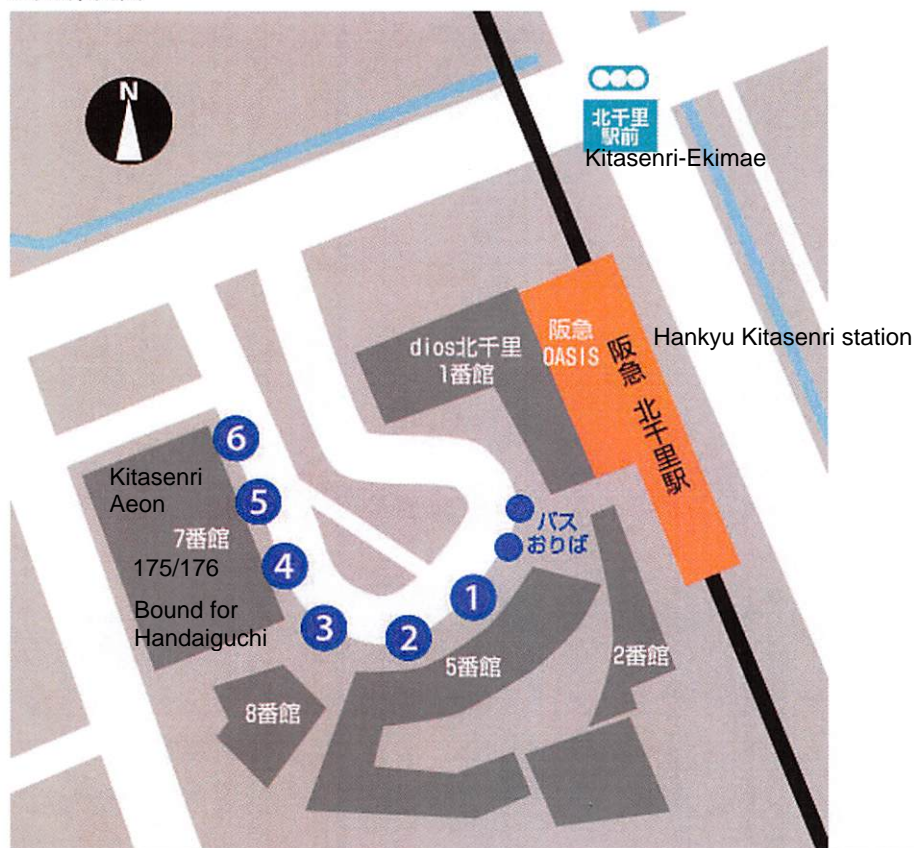 N
北千里
駅前
Kitasenri-Ekimae
Hankyu Kitasenri station
阪急
OASIS
阪急 北千里駅
dios北千里
1番館
6
Kitasenri
Aeon
5
7番館
175/176
4
Bound for
Handaiguchi
3
2
1
バス
おりば
5番館
2番館
8番館